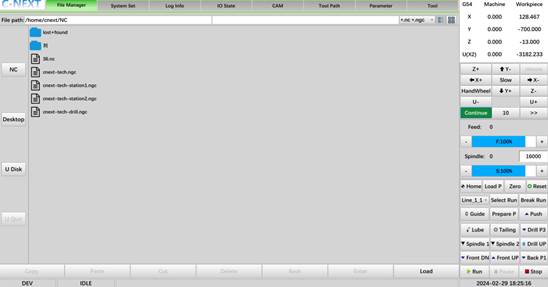 C-NEXT
File Manager
System Set
Log Info
IO State
CAM
Tool Path
Parameter
Tool
File path: /home/cnext/NC
*.nc *.ngc
NC
Desktop
U Disk
U Quit
lost+found
cnext-tech.ngc
cnext-tech-station1.ngc
cnext-tech-station2.ngc
cnext-tech-drill.ngc
Copy
Paste
Cut
Delete
Enter
Load
DEV
IDLE
G54 Machine Workpiece
X 0.000 128.467
Y 0.000 -700.000
Z 0.000 -13.000
U(X2) 0.000 -3182.233
Z+ Y-
X+ Slow X-
HandWheel Y+ Z-
U- U+
Continue 10 >>
Feed: 0
- F:100% +
Spindle: 0 16000
- S:100% +
Home Load P Zero Reset
Line_1_1 Select Run Break Run
Guide Prepare P Push
Lube Tailing Drill P3
Spindle 1 Spindle 2 Drill UP
Front DN Front UP Back P1
Run Pause Stop
2024-02-29 18:25:16